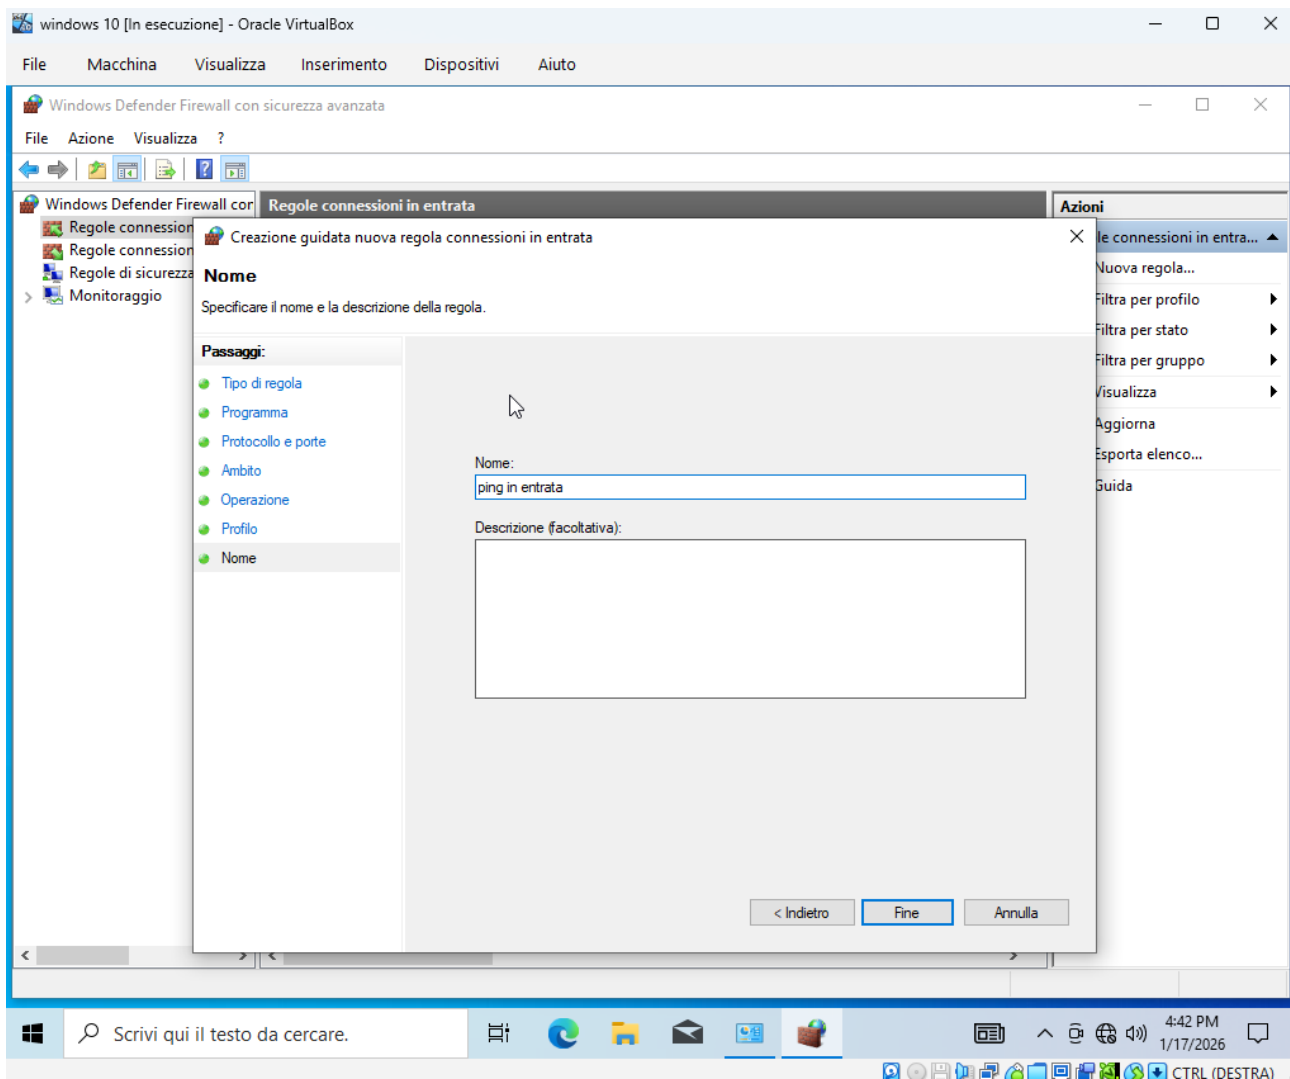 windows 10 [In esecuzione] - Oracle VirtualBox
File Macchina Visualizza Inserimento Dispositivi Aiuto
Windows Defender Firewall con sicurezza avanzata
File Azione Visualizza ?
Windows Defender Firewall con
Regole connession
Regole connession
Regole di sicurezza
Monitoraggio
Regole connessioni in entrata
Azioni
le connessioni in entra...
Nuova regola...
Filtra per profilo
Filtra per stato
Filtra per gruppo
Visualizza
Aggiorna
Esporta elenco...
Guida
Creazione guidata nuova regola connessioni in entrata
Nome
Specificare il nome e la descrizione della regola.
Passaggi:
Tipo di regola
Programma
Protocollo e porte
Ambito
Operazione
Profilo
Nome
Nome:
ping in entrata
Descrizione (facoltativa):
< Indietro Fine Annulla
Scrivi qui il testo da cercare.
4:42 PM
1/17/2026
CTRL (DESTRA)